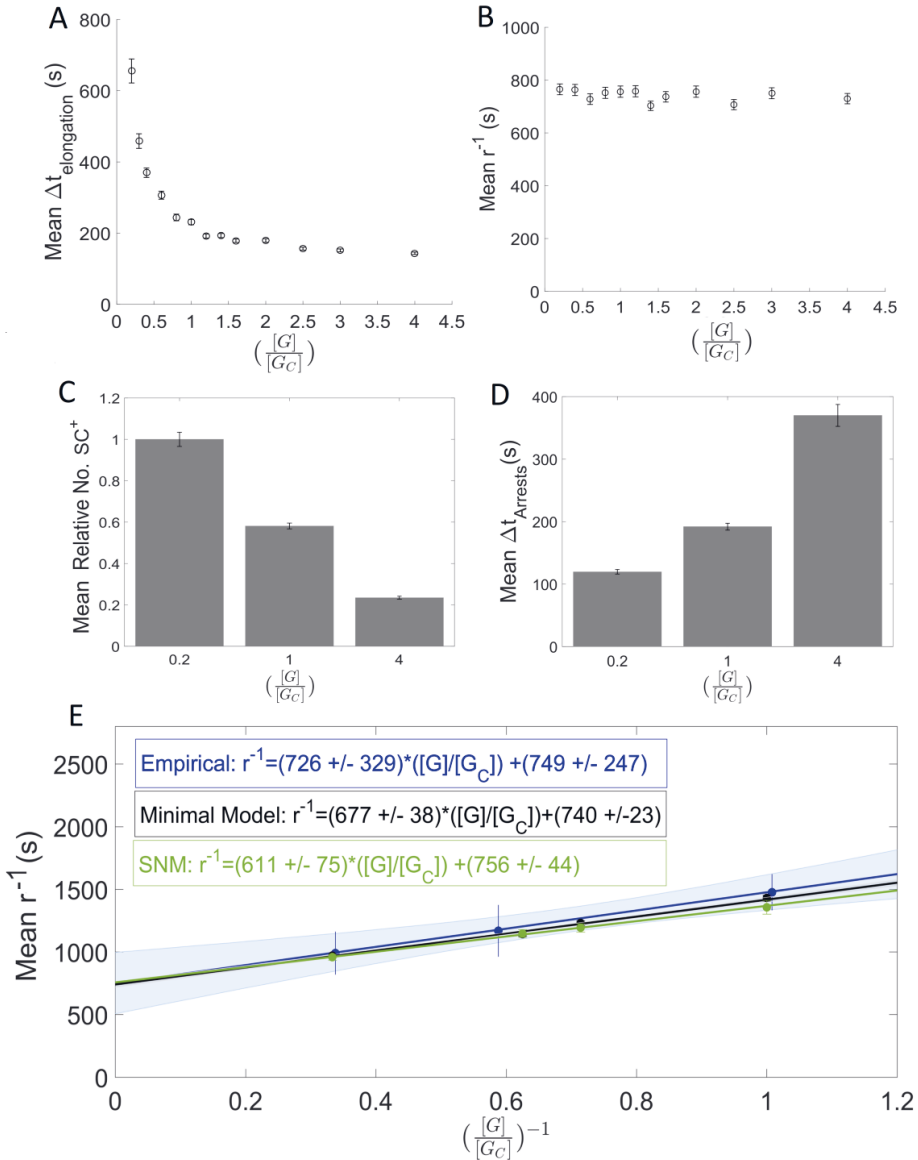 A
Mean Δt_elongation (s)
800
600
400
200
0
0 0.5 1 1.5 2 2.5 3 3.5 4 4.5
([G]/[G_C])
B
Mean r^-1 (s)
1000
800
600
400
200
0
0 0.5 1 1.5 2 2.5 3 3.5 4 4.5
([G]/[G_C])
C
Mean Relative No. SC^+
1.2
1
0.8
0.6
0.4
0.2
0
0.2 1 4
([G]/[G_C])
D
Mean Δt_Arrests (s)
400
300
200
100
0
0.2 1 4
([G]/[G_C])
E
Mean r^-1 (s)
2500
2000
1500
1000
500
0
Empirical: r^-1=(726 +/- 329)*([G]/[G_C]) +(749 +/- 247)
Minimal Model: r^-1=(677 +/- 38)*([G]/[G_C])+(740 +/-23)
SNM: r^-1=(611 +/- 75)*([G]/[G_C]) +(756 +/- 44)
0 0.2 0.4 0.6 0.8 1 1.2
([G]/[G_C])^-1